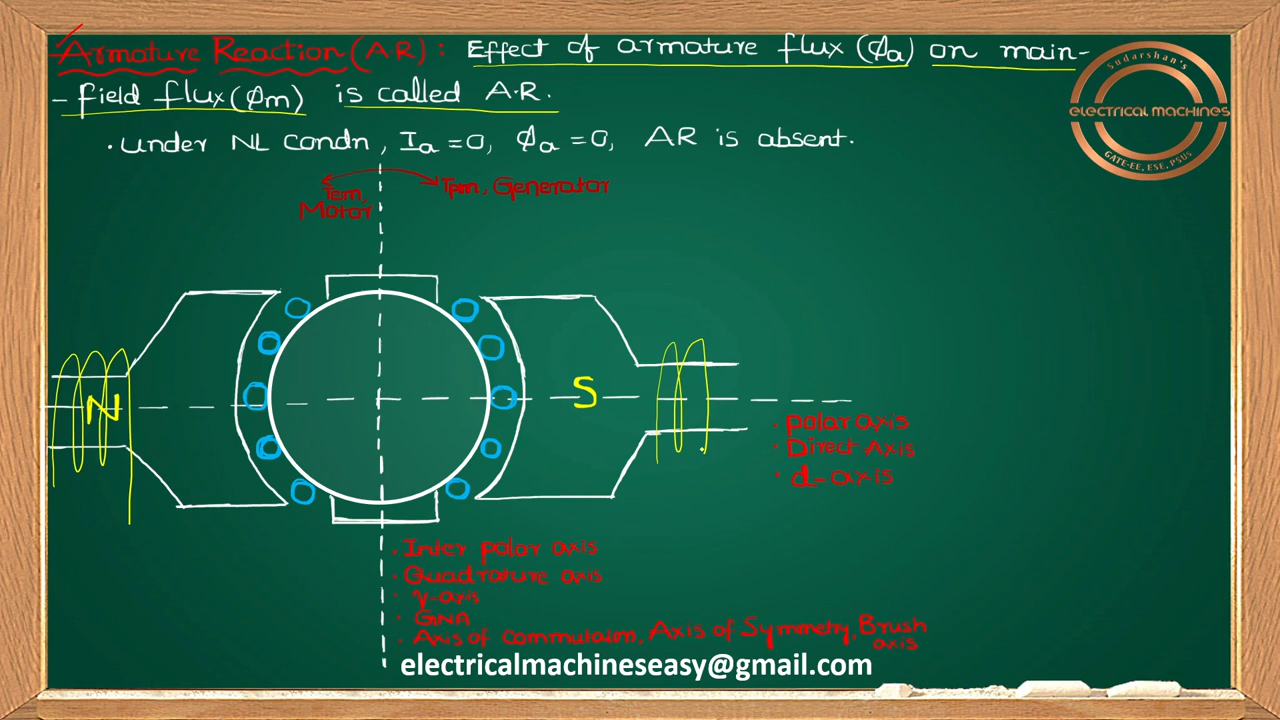 Armature Reaction (AR) : Effect of armature flux (ϕa) on main-
- field flux (ϕm) is called A.R.
Sudarshan's
ELECTRICAL MACHINES
GATE-EE, ESE, PSUS
. under NL condn, Ia = 0, ϕa = 0, AR is absent.
Tem, Motor
Tpm, Generator
N
S
. polar axis
. Direct Axis
. d-axis
. Inter polar axis
. Quadrature axis
. q-axis
. GNA
. Axis of commutaion, Axis of Symmetry, Brush axis
electricalmachineseasy@gmail.com